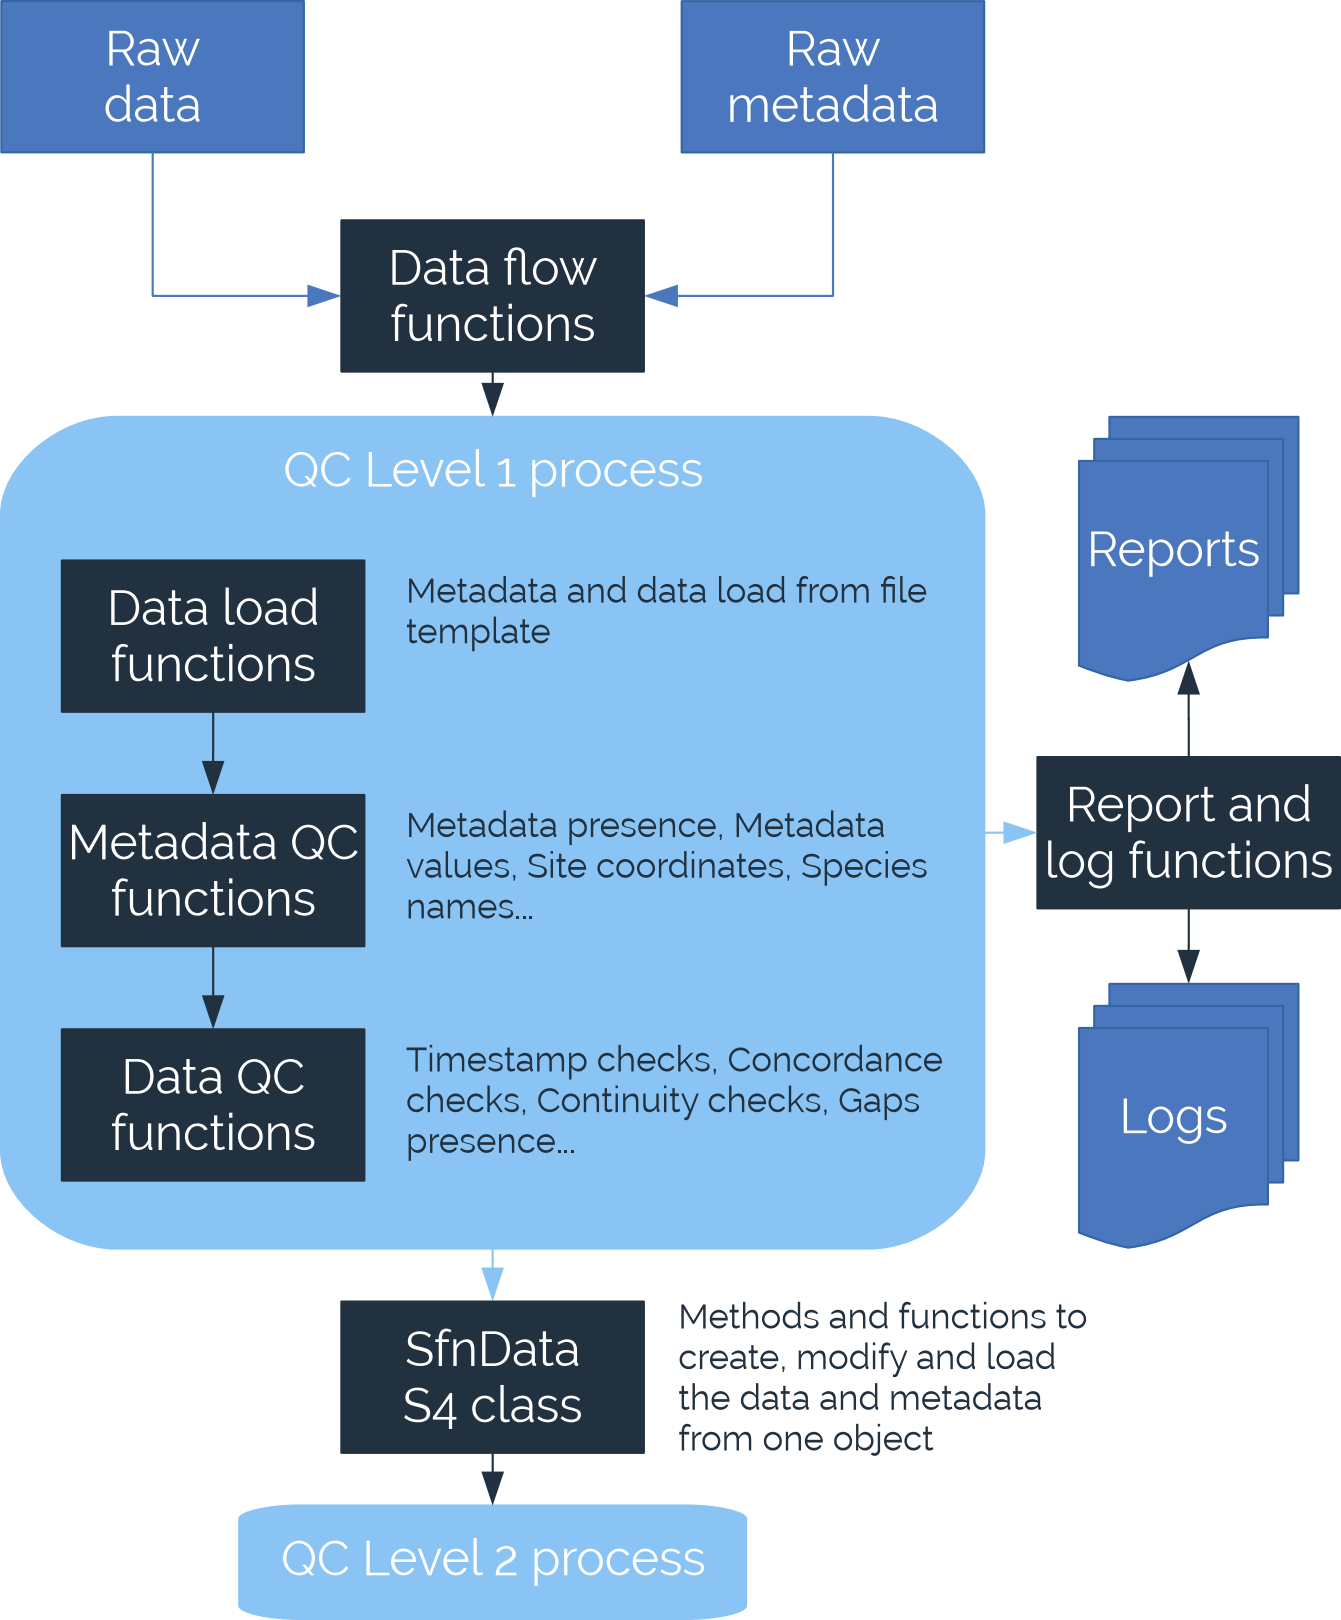 Raw
data
Raw
metadata
Data flow
functions
QC Level 1 process
Data load
functions
Metadata and data load from file
template
Metadata QC
functions
Metadata presence, Metadata
values, Site coordinates, Species
names...
Data QC
functions
Timestamp checks, Concordance
checks, Continuity checks, Gaps
presence...
Reports
Report and
log functions
Logs
SfnData
S4 class
Methods and functions to
create, modify and load
the data and metadata
from one object
QC Level 2 process